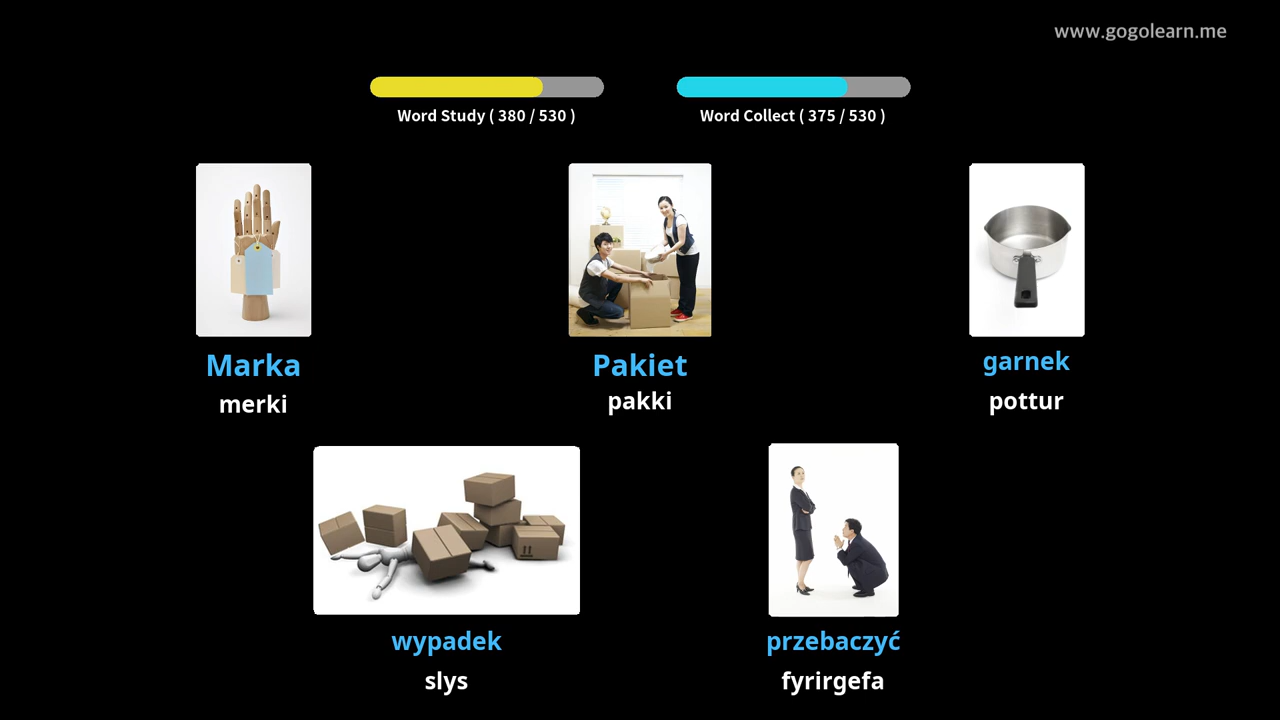 www.gogolearn.me
Word Study ( 380 / 530 )
Word Collect ( 375 / 530 )
Marka
merki
Pakiet
pakki
garnek
pottur
wypadek
slys
przebaczyć
fyrirgefa